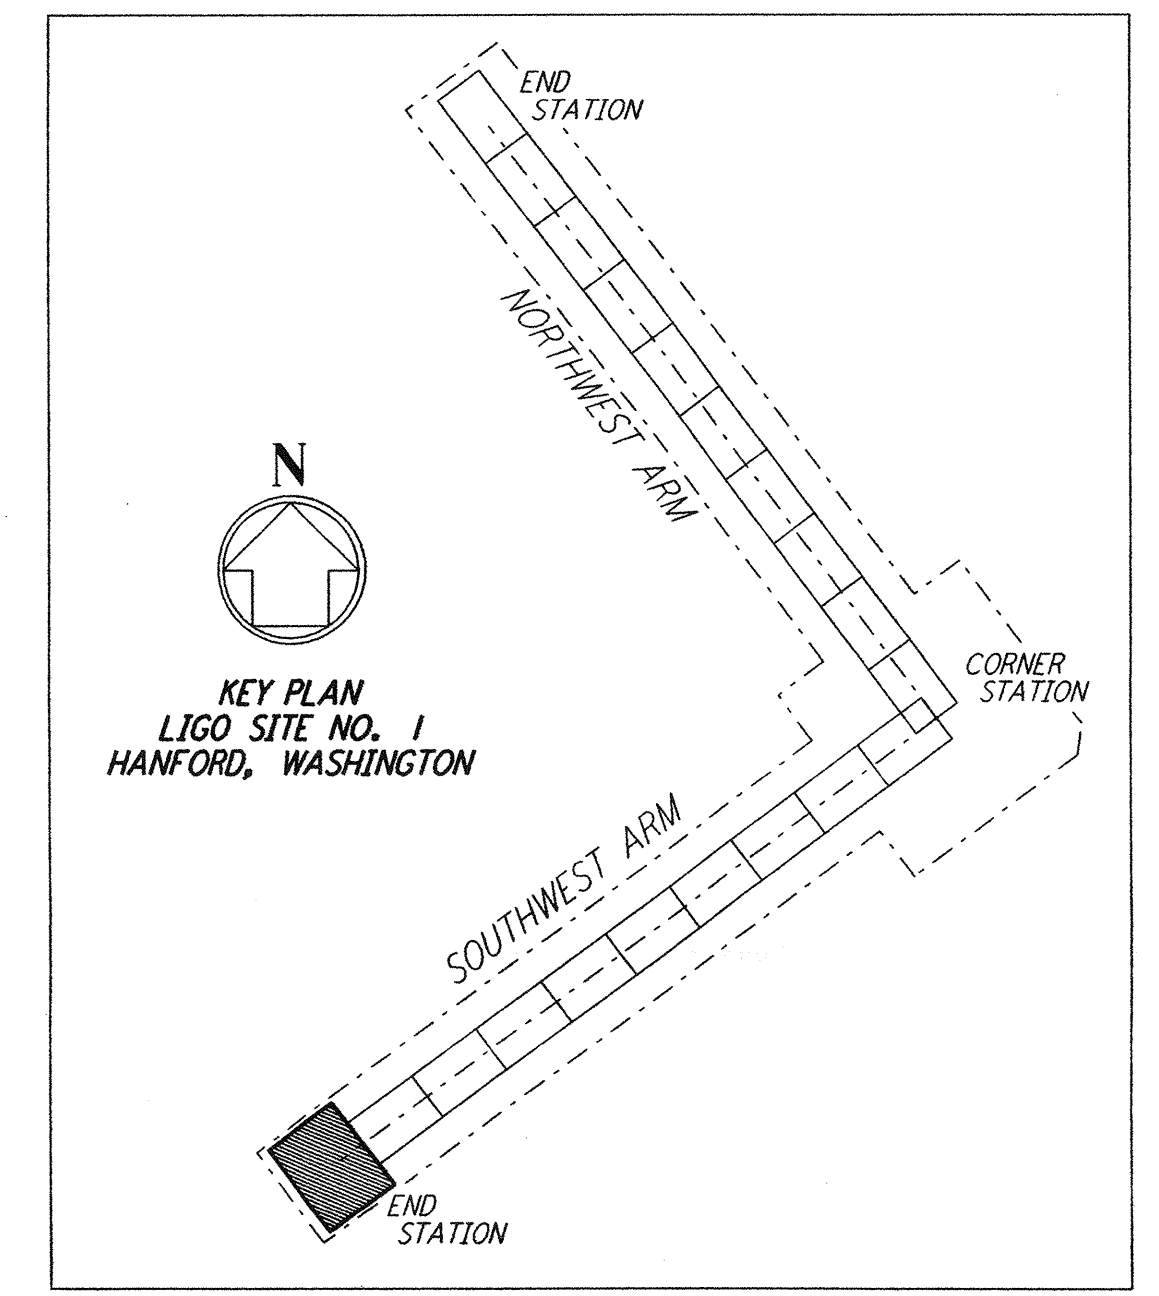 END
STATION
NORTHWEST ARM
N
CORNER
STATION
KEY PLAN
LIGO SITE NO. 1
HANFORD, WASHINGTON
SOUTHWEST ARM
END
STATION